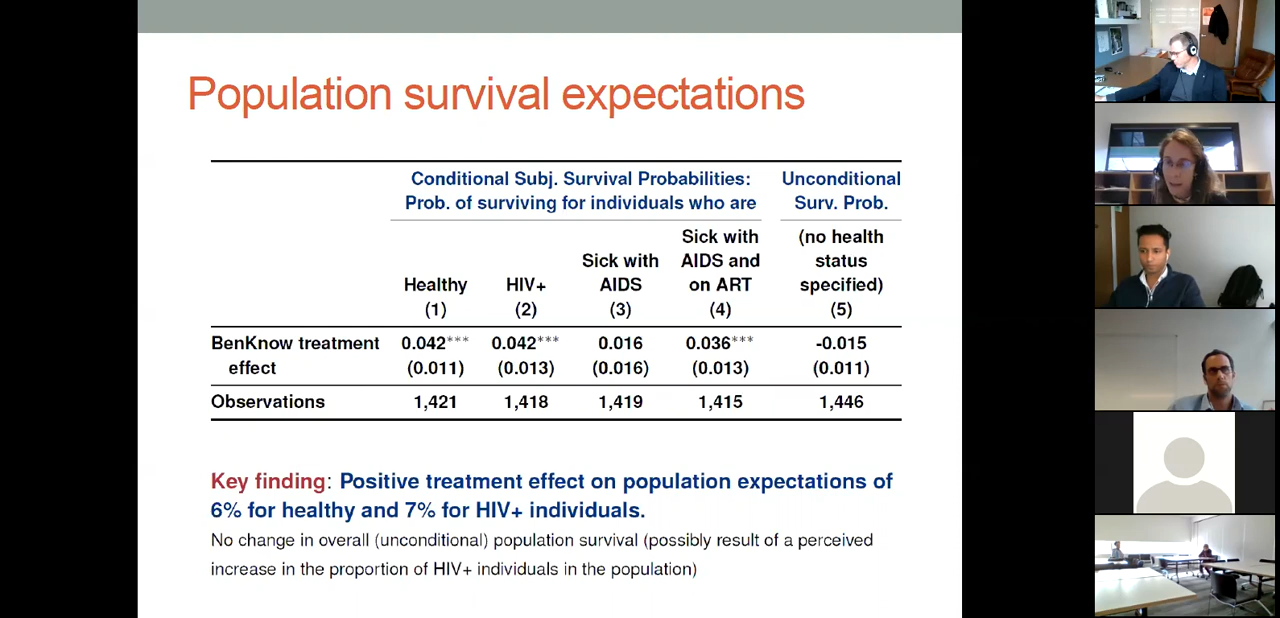 Population survival expectations
Conditional Subj. Survival Probabilities: Unconditional
Prob. of surviving for individuals who are Surv. Prob.
Sick with (no health
Sick with AIDS and status
Healthy HIV+ AIDS on ART specified)
(1) (2) (3) (4) (5)
BenKnow treatment 0.042*** 0.042*** 0.016 0.036*** -0.015
effect (0.011) (0.013) (0.016) (0.013) (0.011)
Observations 1,421 1,418 1,419 1,415 1,446
Key finding: Positive treatment effect on population expectations of
6% for healthy and 7% for HIV+ individuals.
No change in overall (unconditional) population survival (possibly result of a perceived
increase in the proportion of HIV+ individuals in the population)